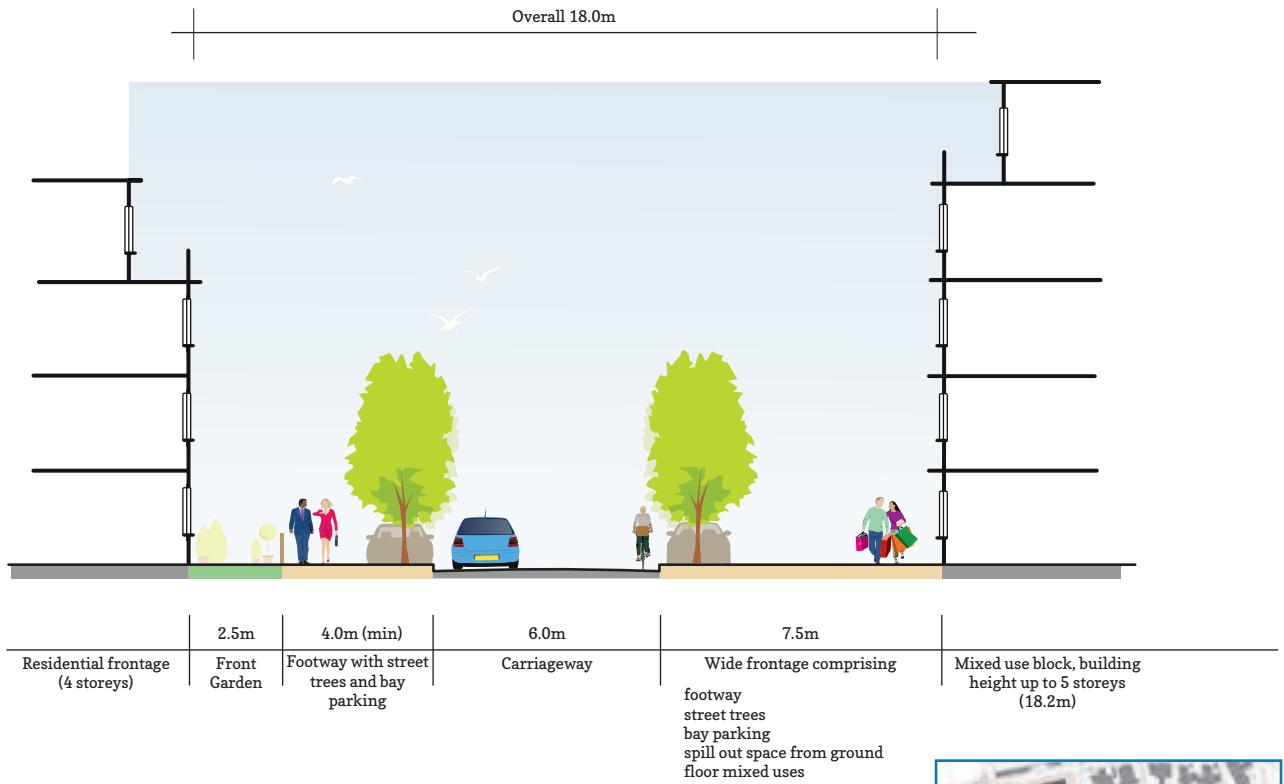 Overall 18.0m
2.5m
4.0m (min)
6.0m
7.5m
Residential frontage
(4 storeys)
Front
Garden
Footway with street
trees and bay
parking
Carriageway
Wide frontage comprising
footway
street trees
bay parking
spill out space from ground
floor mixed uses
Mixed use block, building
height up to 5 storeys
(18.2m)